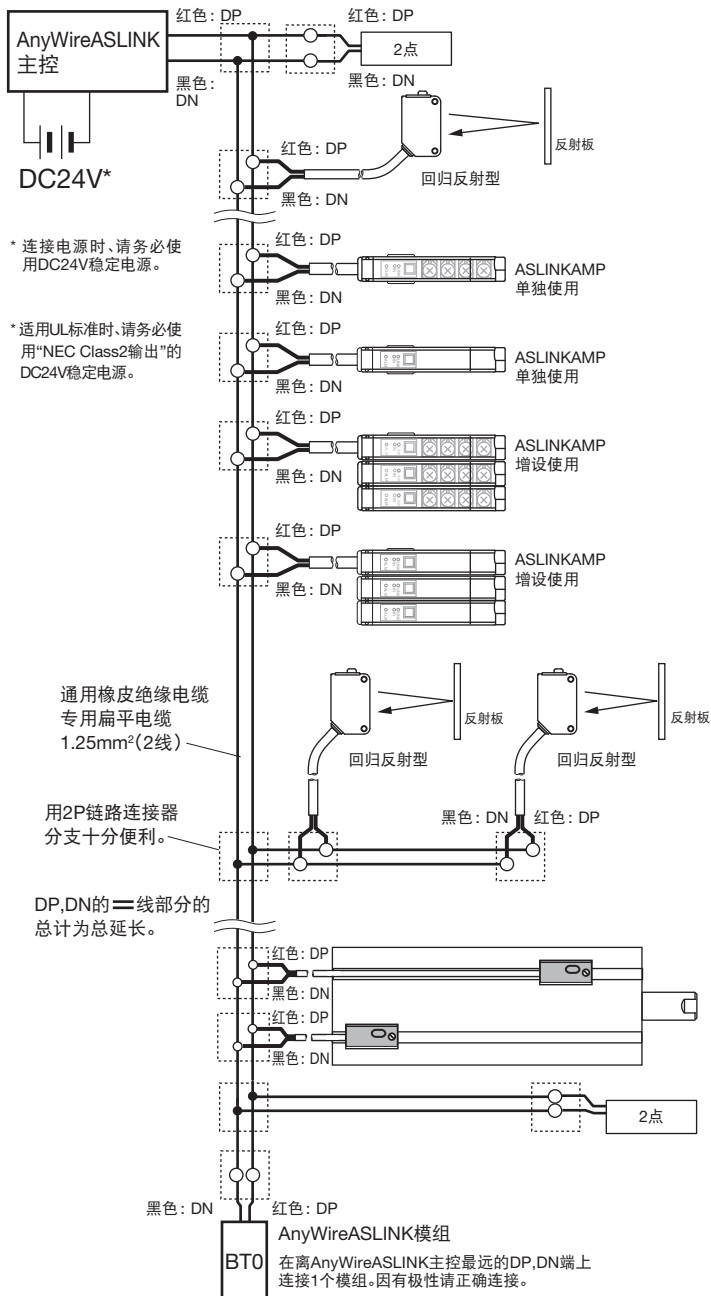 AnyWireASLINK
主控
红色：DP
红色：DP
2点
黑色：
DN
黑色：DN
DC24V*
红色：DP
黑色：DN
回归反射型
反射板
* 连接电源时、请务必使
用DC24V稳定电源。
红色：DP
黑色：DN
ASLINKAMP
单独使用
* 适用UL标准时、请务必使
用“NEC Class2输出”的
DC24V稳定电源。
红色：DP
黑色：DN
ASLINKAMP
单独使用
红色：DP
黑色：DN
ASLINKAMP
增设使用
红色：DP
黑色：DN
ASLINKAMP
增设使用
通用橡皮绝缘电缆
专用扁平电缆
1.25mm²(2线)
回归反射型
反射板
回归反射型
反射板
用2P链路连接器
分支十分便利。
黑色：DN
红色：DP
DP,DN的＝线部分的
总计为总延长。
红色：DP
黑色：DN
红色：DP
黑色：DN
2点
黑色：DN
红色：DP
BT0
AnyWireASLINK模组
在离AnyWireASLINK主控最远的DP,DN端上
连接1个模组。因有极性请正确连接。